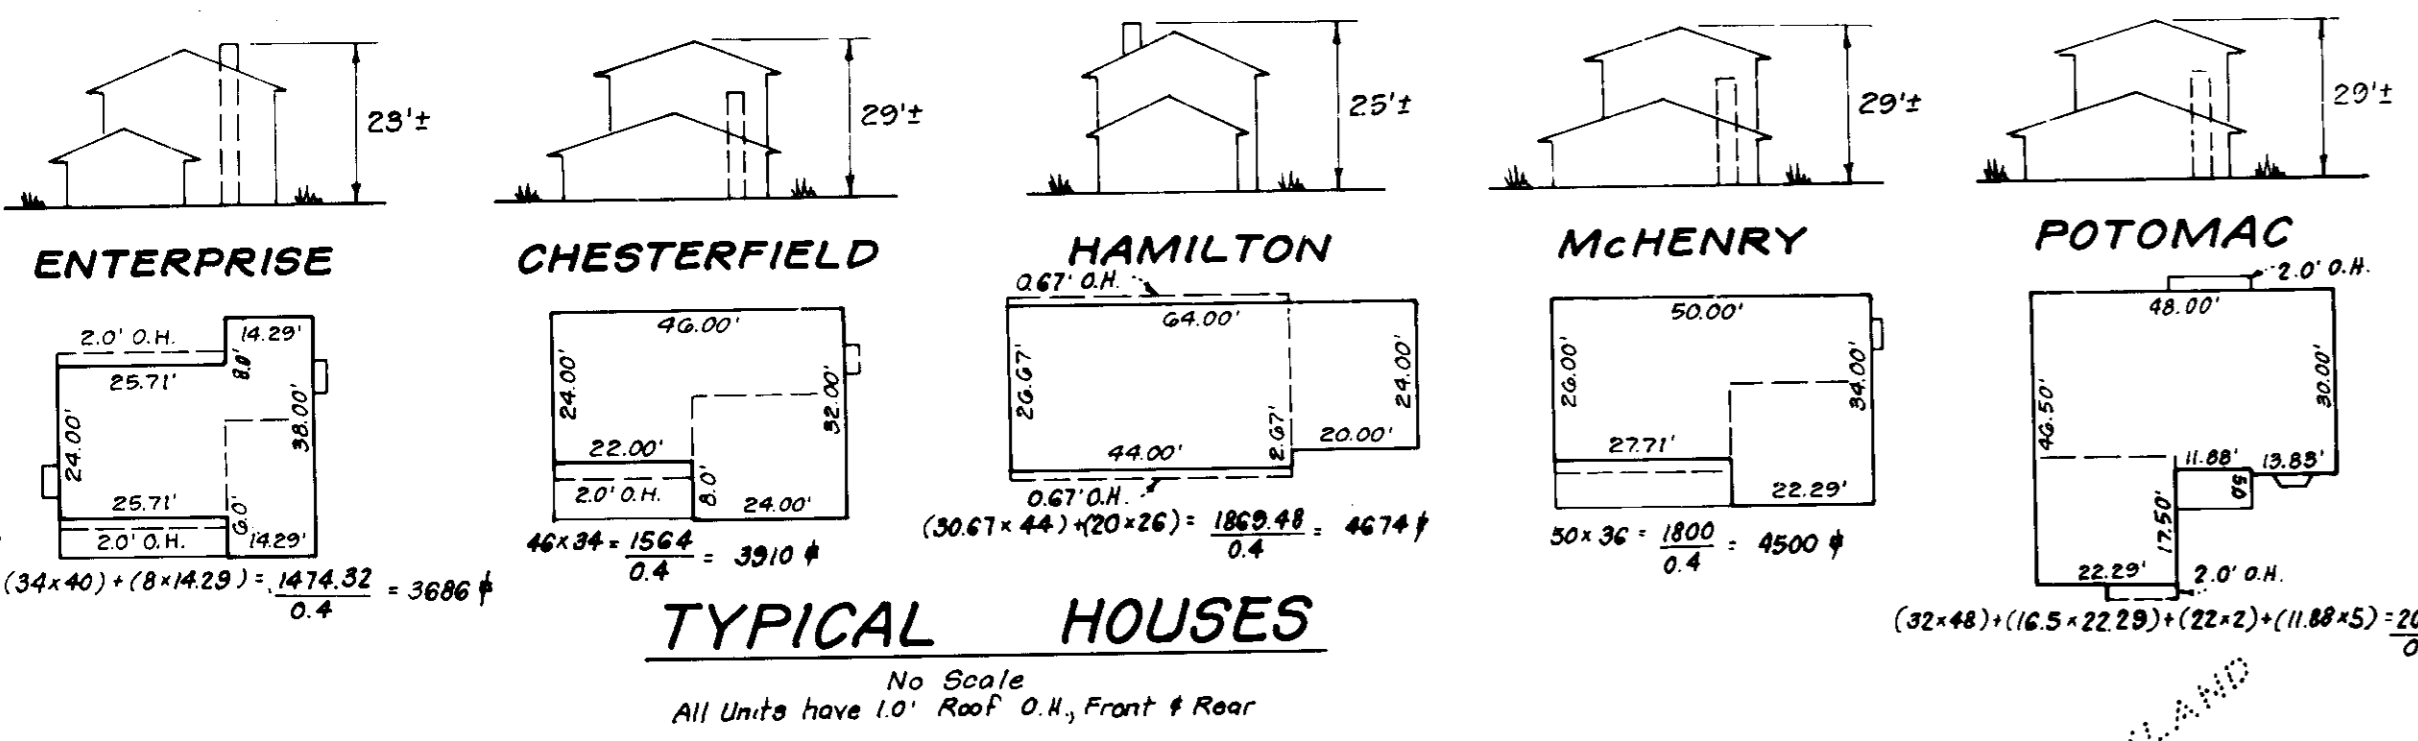 23'±
29'±
25'±
29'±
29'±
ENTERPRISE
CHESTERFIELD
HAMILTON
McHENRY
POTOMAC
2.0' O.H.
14.29'
8.0'
25.71'
24.00'
38.00'
25.71'
6.0'
2.0' O.H.
14.29'
(34×40) + (8×14.29) = 1474.32 = 3686 ⌀
0.4
46.00'
24.00'
32.00'
22.00'
2.0' O.H.
8.0'
24.00'
46×34 = 1564 = 3910 ⌀
0.4
0.67' O.H.
64.00'
26.67'
24.00'
2.67'
20.00'
44.00'
0.67' O.H.
(30.67×44) + (20×26) = 1869.48 = 4674 ⌀
0.4
50.00'
26.00'
34.00'
27.71'
22.29'
50×36 = 1800 = 4500 ⌀
0.4
2.0' O.H.
48.00'
46.50'
30.00'
11.88'
13.83'
5.0
17.50'
22.29'
2.0' O.H.
(32×48)+(16.5×22.29)+(22×2)+(11.88×5) = 20
0
TYPICAL HOUSES
No Scale
All Units have 1.0' Roof O.H., Front & Rear
LAND